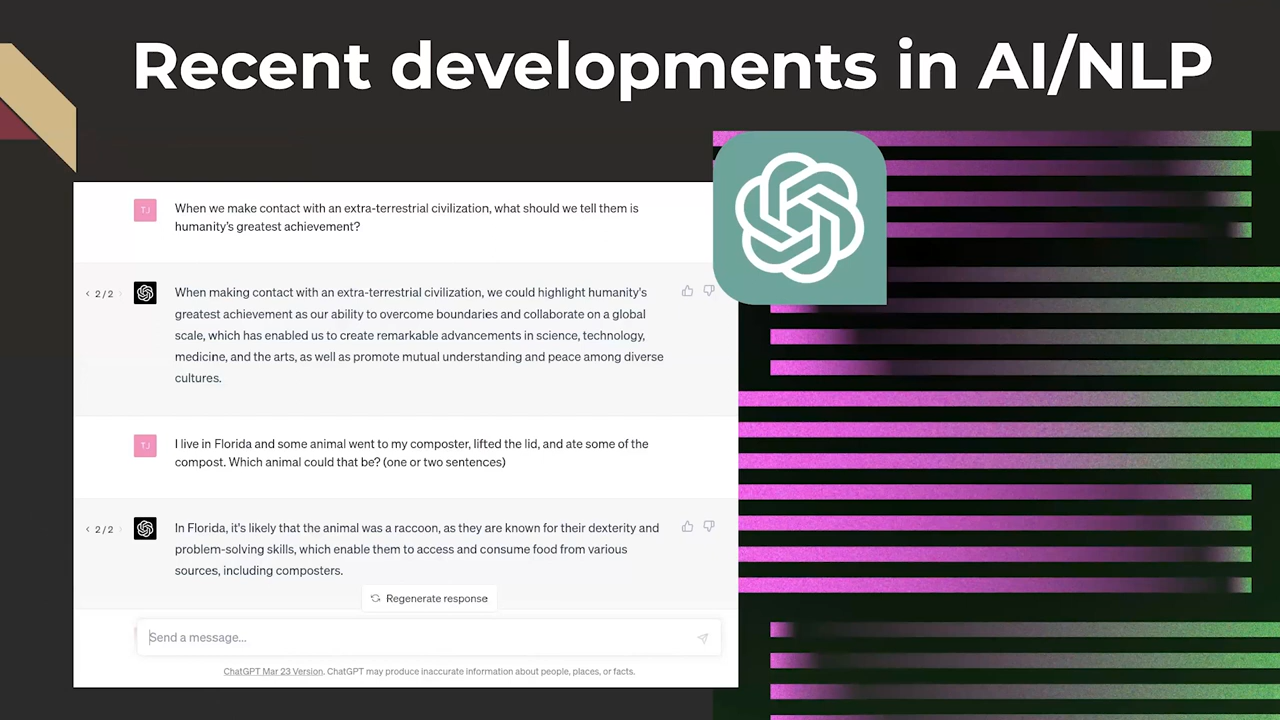 Recent developments in AI/NLP
TJ
When we make contact with an extra-terrestrial civilization, what should we tell them is
humanity's greatest achievement?
< 2/2 >
When making contact with an extra-terrestrial civilization, we could highlight humanity's
greatest achievement as our ability to overcome boundaries and collaborate on a global
scale, which has enabled us to create remarkable advancements in science, technology,
medicine, and the arts, as well as promote mutual understanding and peace among diverse
cultures.
TJ
I live in Florida and some animal went to my composter, lifted the lid, and ate some of the
compost. Which animal could that be? (one or two sentences)
< 2/2 >
In Florida, it's likely that the animal was a raccoon, as they are known for their dexterity and
problem-solving skills, which enable them to access and consume food from various
sources, including composters.
Regenerate response
Send a message...
ChatGPT Mar 23 Version. ChatGPT may produce inaccurate information about people, places, or facts.